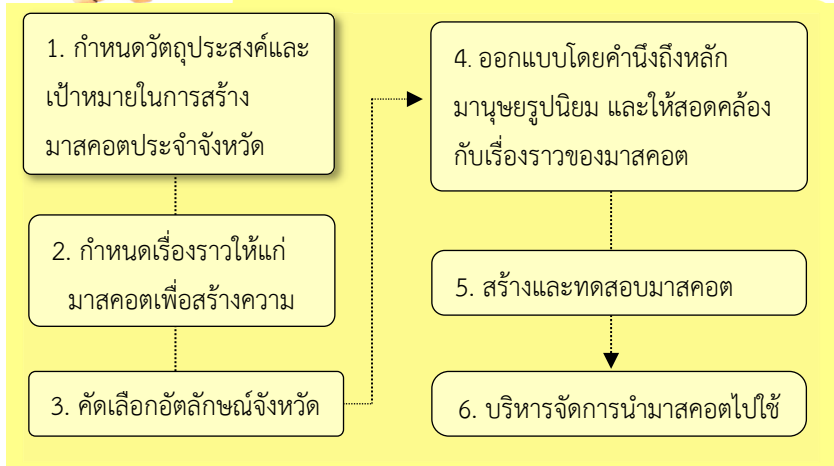 1. กำหนดวัตถุประสงค์และ
เป้าหมายในการสร้าง
มาสคอตประจำจังหวัด
2. กำหนดเรื่องราวให้แก่
มาสคอตเพื่อสร้างความ
3. คัดเลือกอัตลักษณ์จังหวัด
4. ออกแบบโดยคำนึงถึงหลัก
มานุษยรูปนิยม และให้สอดคล้อง
กับเรื่องราวของมาสคอต
5. สร้างและทดสอบมาสคอต
6. บริหารจัดการนำมาสคอตไปใช้